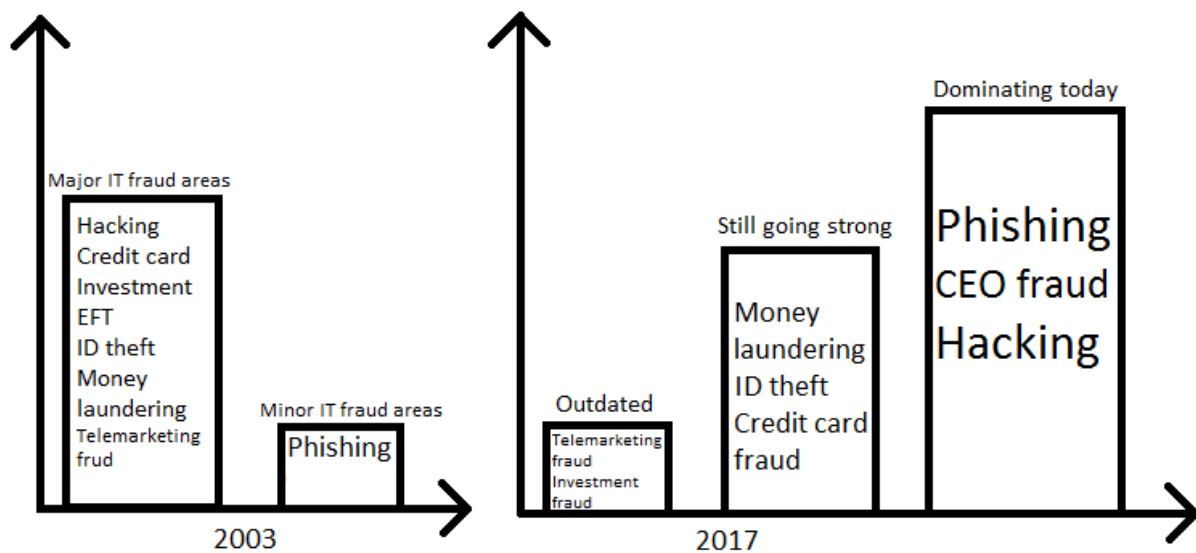 Major IT fraud areas
Hacking
Credit card
Investment
EFT
ID theft
Money
laundering
Telemarketing
frud
Minor IT fraud areas
Phishing
2003
Outdated
Telemarketing
fraud
Investment
fraud
Still going strong
Money
laundering
ID theft
Credit card
fraud
Dominating today
Phishing
CEO fraud
Hacking
2017